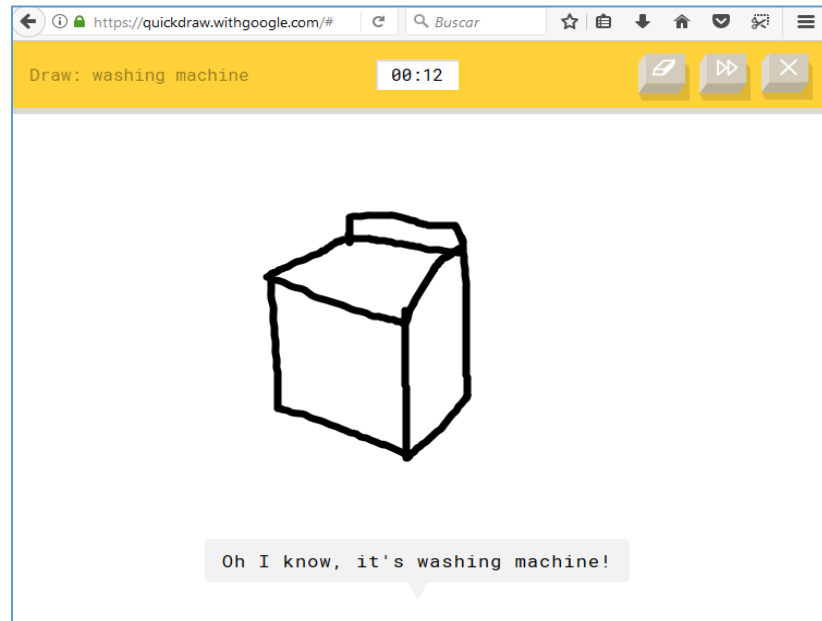 https://quickdraw.withgoogle.com/# Buscar
Draw: washing machine 00:12
Oh I know, it's washing machine!